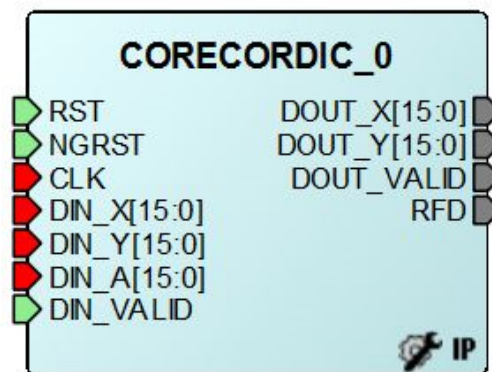 CORECORDIC_0
RST
NGRST
CLK
DIN_X[15:0]
DIN_Y[15:0]
DIN_A[15:0]
DIN_VALID
DOUT_X[15:0]
DOUT_Y[15:0]
DOUT_VALID
RFD
IP